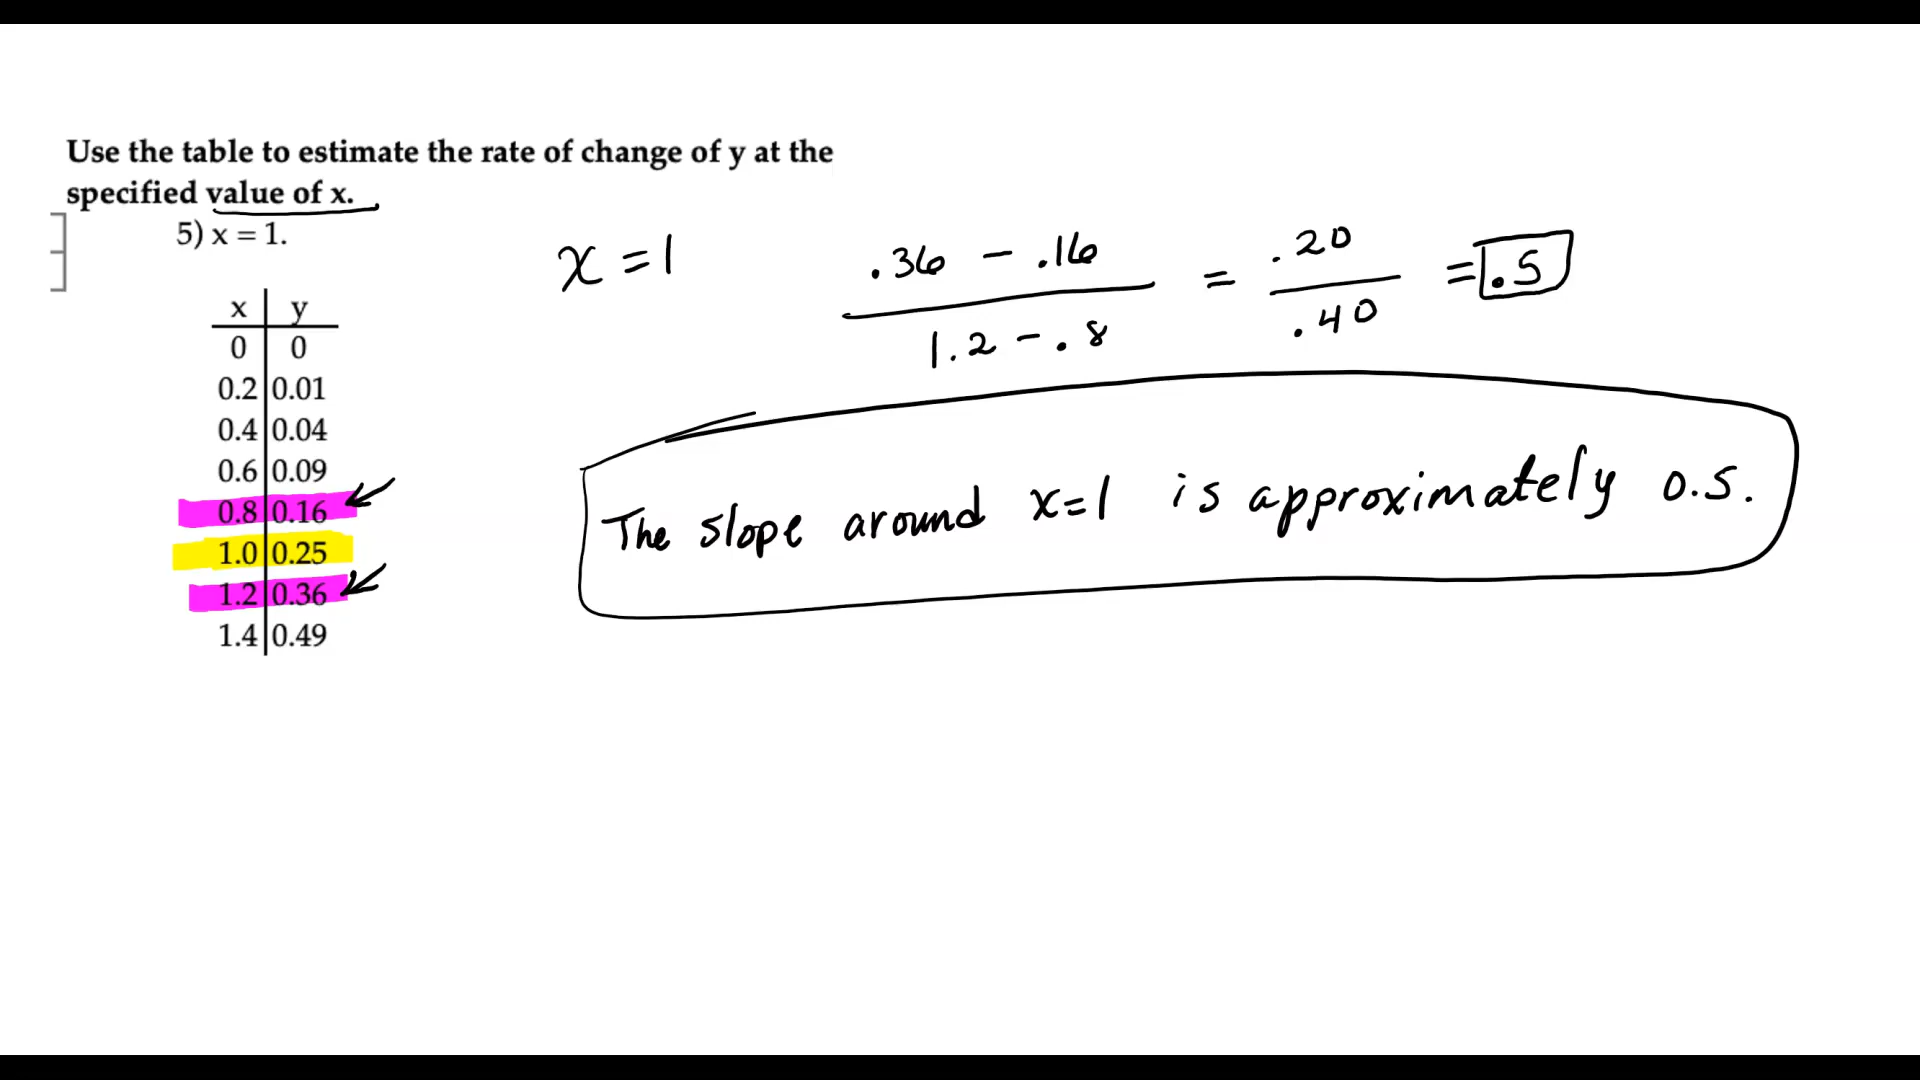 Use the table to estimate the rate of change of y at the
specified value of x.
5) x = 1.
x y
0 0
0.2 0.01
0.4 0.04
0.6 0.09
0.8 0.16
1.0 0.25
1.2 0.36
1.4 0.49
x = 1
.36 - .16
1.2 - .8
=
.20
.40
= .5
The slope around x=1 is approximately 0.5.